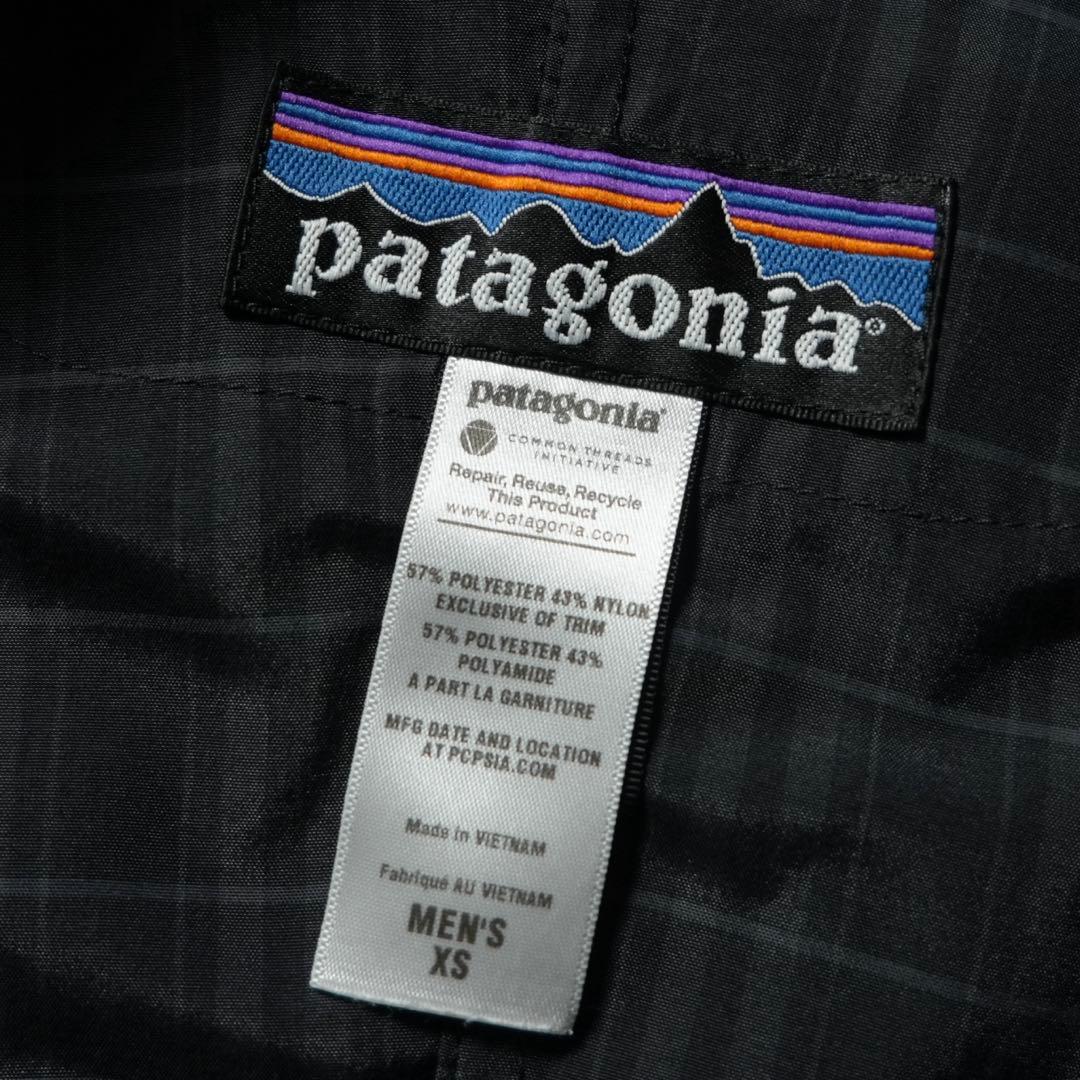 patagonia®
patagonia®
COMMON THREADS
INITIATIVE
Repair, Reuse, Recycle
This Product
www.patagonia.com
57% POLYESTER 43% NYLON
EXCLUSIVE OF TRIM
57% POLYESTER 43%
POLYAMIDE
A PART LA GARNITURE
MFG DATE AND LOCATION
AT PCPSIA.COM
Made in VIETNAM
Fabriqué AU VIETNAM
MEN'S
XS